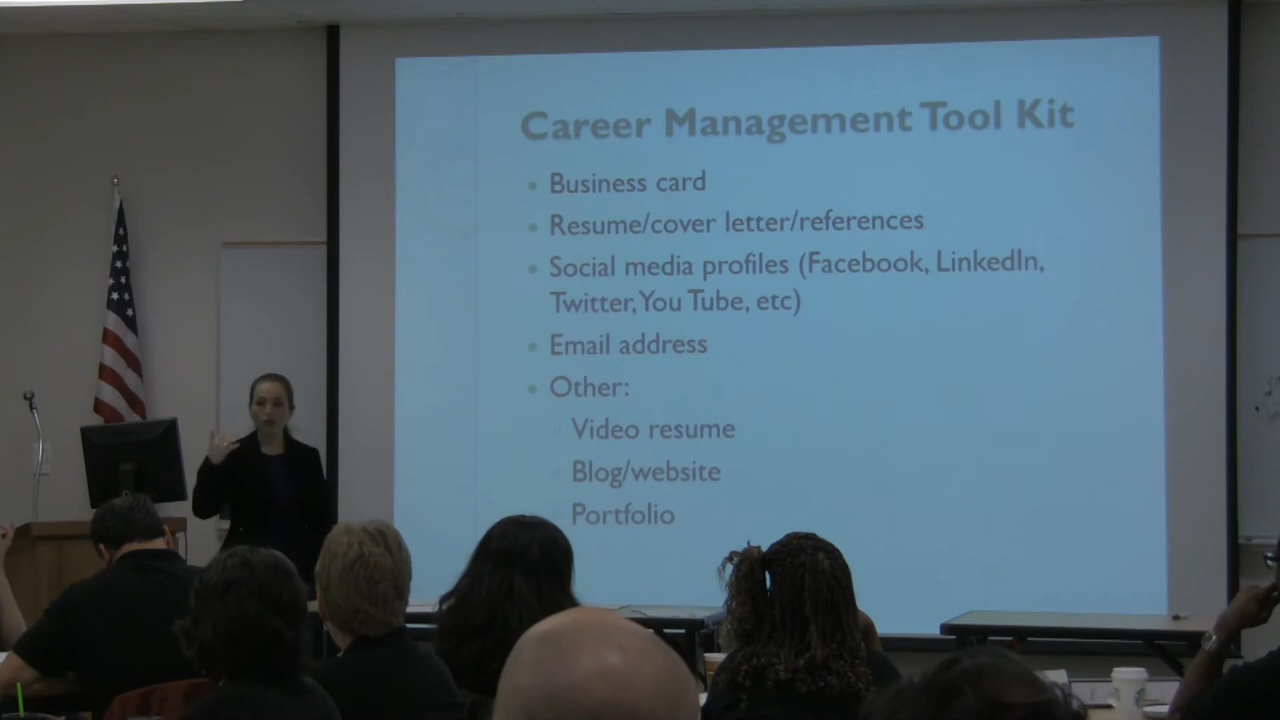 Career Management Tool Kit
Business card
Resume/cover letter/references
Social media profiles (Facebook, LinkedIn,
Twitter, You Tube, etc)
Email address
Other:
Video resume
Blog/website
Portfolio